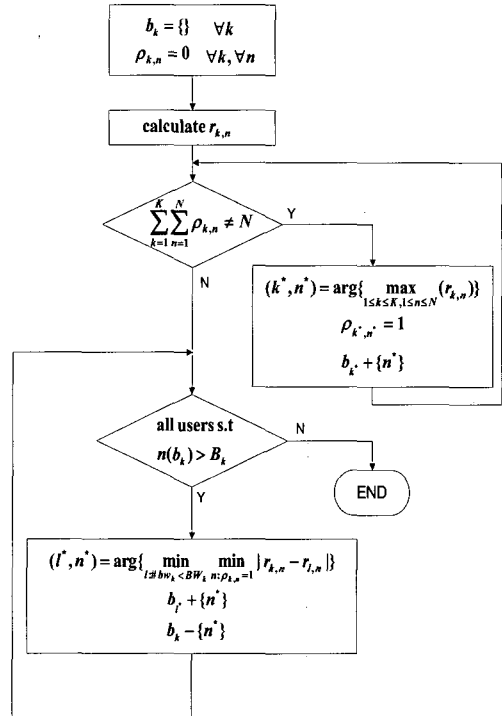 b_k = {} ∀k
ρ_{k,n} = 0 ∀k, ∀n
calculate r_{k,n}
∑_{k=1}^{K} ∑_{n=1}^{N} ρ_{k,n} ≠ N
Y
N
(k*, n*) = arg{ max_{1≤k≤K,1≤n≤N} (r_{k,n})}
ρ_{k*,n*} = 1
b_{k*} + {n*}
all users s.t
n(b_k) > B_k
N
END
Y
(l*, n*) = arg{ min_{l:# bw_k < BW_k} min_{n:ρ_{k,n}=1} | r_{k,n} − r_{l,n} |}
b_{l*} + {n*}
b_k − {n*}